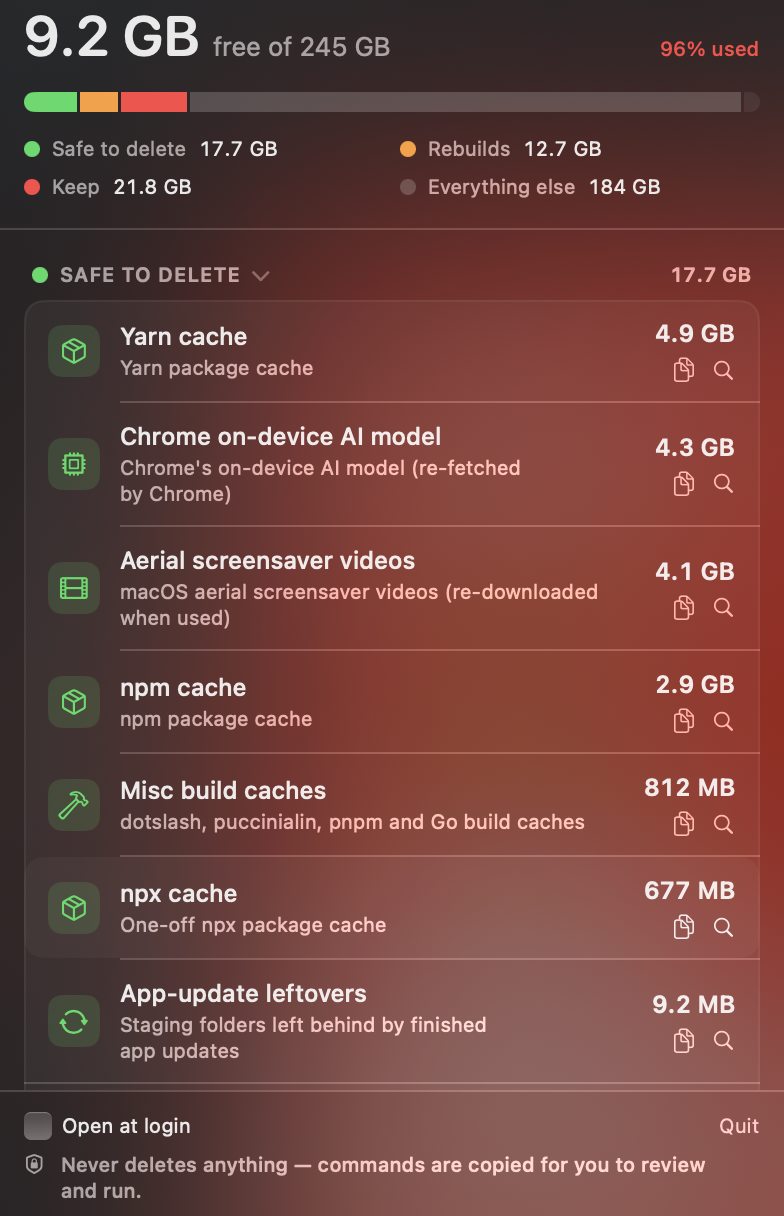 9.2 GB free of 245 GB 96% used
Safe to delete 17.7 GB Rebuilds 12.7 GB
Keep 21.8 GB Everything else 184 GB
SAFE TO DELETE 17.7 GB
Yarn cache 4.9 GB
Yarn package cache
Chrome on-device AI model 4.3 GB
Chrome's on-device AI model (re-fetched
by Chrome)
Aerial screensaver videos 4.1 GB
macOS aerial screensaver videos (re-downloaded
when used)
npm cache 2.9 GB
npm package cache
Misc build caches 812 MB
dotslash, puccinialin, pnpm and Go build caches
npx cache 677 MB
One-off npx package cache
App-update leftovers 9.2 MB
Staging folders left behind by finished
app updates
Open at login Quit
Never deletes anything — commands are copied for you to review
and run.